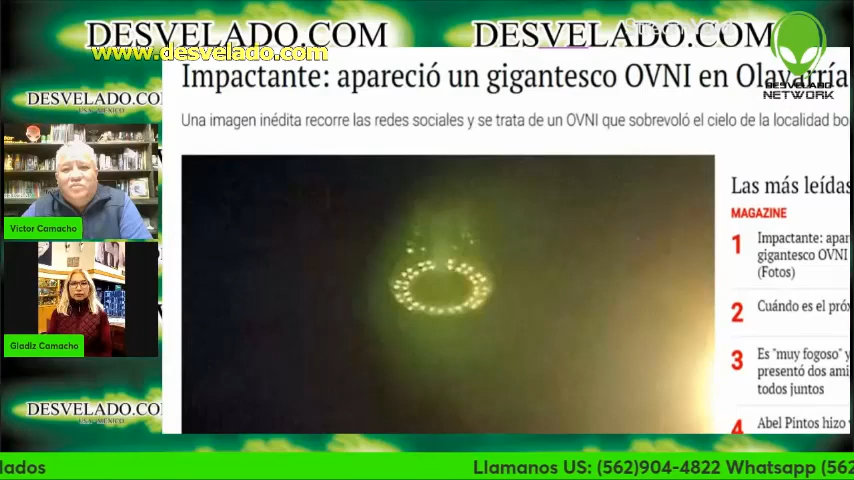 DESVELADO.COM
DESVELADO.COM
www.desvelado.com
DESVELADO
NETWORK
Impactante: apareció un gigantesco OVNI en Olavarría
Una imagen inédita recorre las redes sociales y se trata de un OVNI que sobrevoló el cielo de la localidad bo
DESVELADO.CO
Victor Camacho
Gladiz Camacho
DESVELADO.CO
Las más leídas
MAGAZINE
1 Impactante: apar
gigantesco OVNI
(Fotos)
2 Cuándo es el próx
3 Es "muy fogoso" y
presentó dos ami
todos juntos
4 Abel Pintos hizo
lados
Llamanos US: (562)904-4822 Whatsapp (562